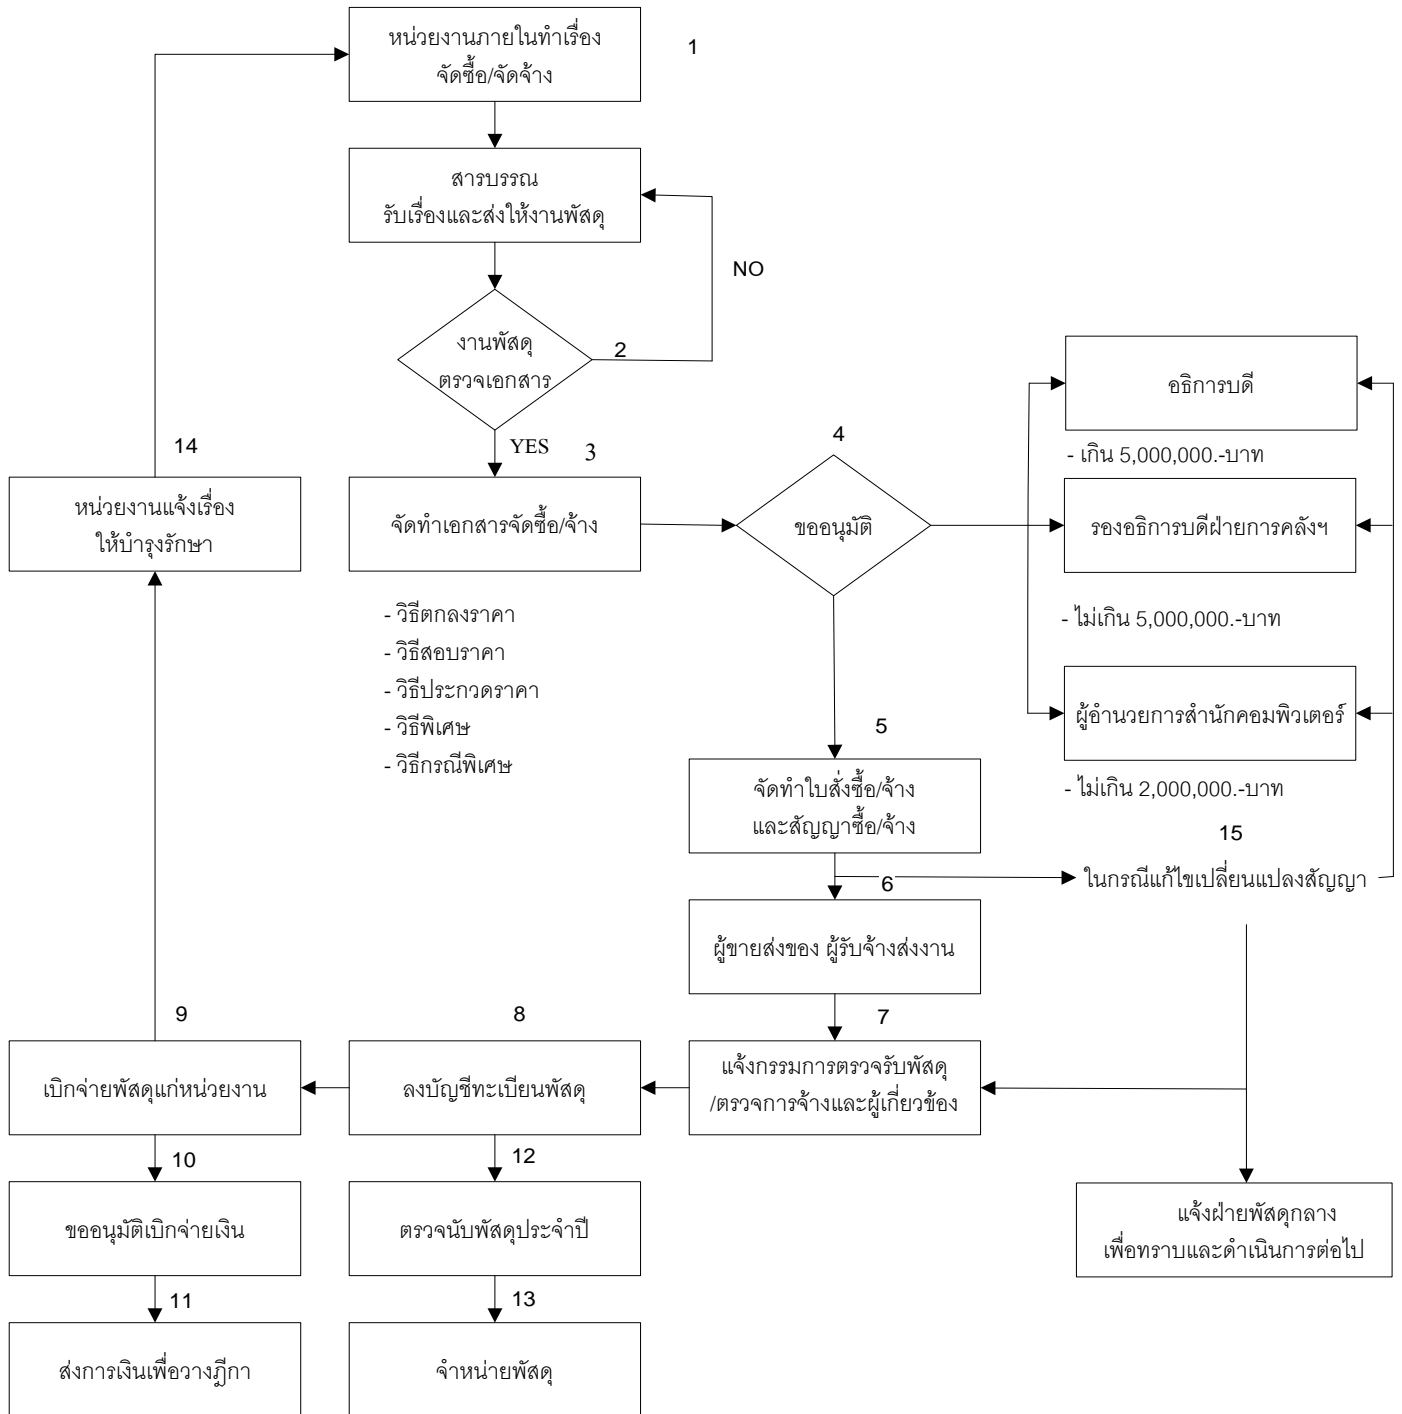 หน่วยงานภายในทำเรื่อง
จัดซื้อ/จัดจ้าง
1
สารบรรณ
รับเรื่องและส่งให้งานพัสดุ
NO
งานพัสดุ
ตรวจเอกสาร
2
YES
3
จัดทำเอกสารจัดซื้อ/จ้าง
- วิธีตกลงราคา
- วิธีสอบราคา
- วิธีประกวดราคา
- วิธีพิเศษ
- วิธีกรณีพิเศษ
4
ขออนุมัติ
อธิการบดี
- เกิน 5,000,000.-บาท
รองอธิการบดีฝ่ายการคลังฯ
- ไม่เกิน 5,000,000.-บาท
ผู้อำนวยการสำนักคอมพิวเตอร์
- ไม่เกิน 2,000,000.-บาท
5
จัดทำใบสั่งซื้อ/จ้าง
และสัญญาซื้อ/จ้าง
15
ในกรณีแก้ไขเปลี่ยนแปลงสัญญา
6
ผู้ขายส่งของ ผู้รับจ้างส่งงาน
7
แจ้งกรรมการตรวจรับพัสดุ
/ตรวจการจ้างและผู้เกี่ยวข้อง
แจ้งฝ่ายพัสดุกลาง
เพื่อทราบและดำเนินการต่อไป
8
ลงบัญชีทะเบียนพัสดุ
9
เบิกจ่ายพัสดุแก่หน่วยงาน
10
ขออนุมัติเบิกจ่ายเงิน
11
ส่งการเงินเพื่อวางฎีกา
12
ตรวจนับพัสดุประจำปี
13
จำหน่ายพัสดุ
14
หน่วยงานแจ้งเรื่อง
ให้บำรุงรักษา